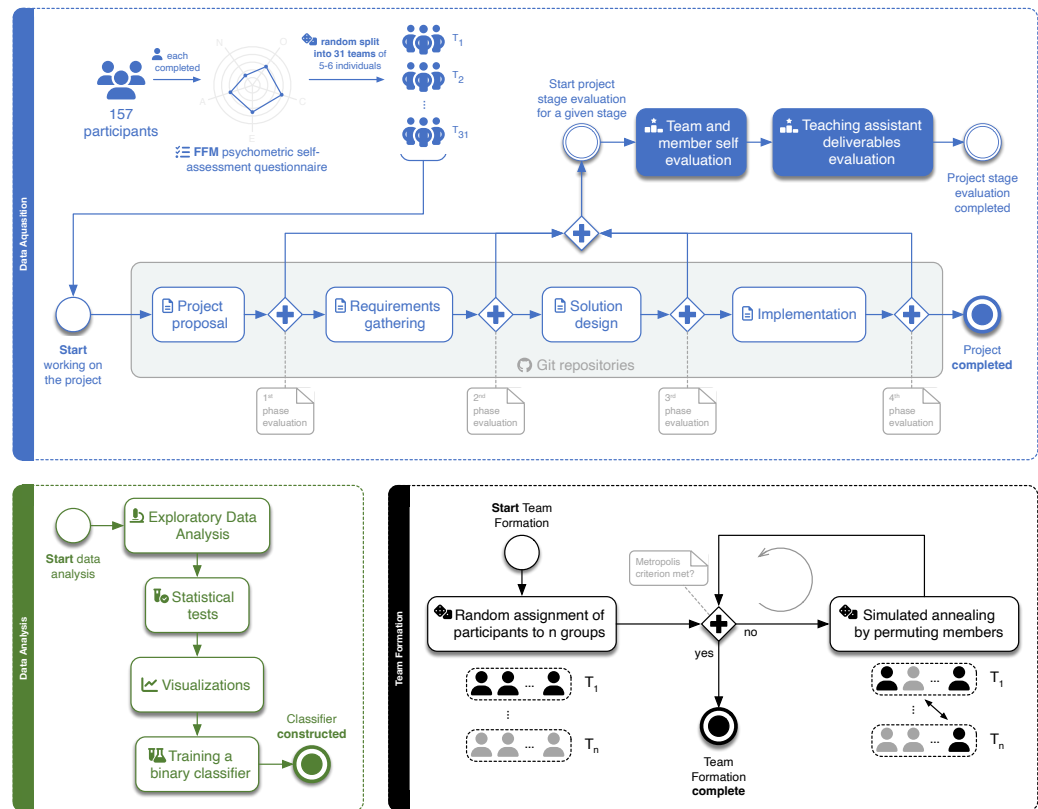 Data Aquasition
157
participants
each
completed
N
O
A
C
E
FFM psychometric self-
assessment questionnaire
random split
into 31 teams of
5-6 individuals
T1
T2
⋮
T31
Start project
stage evaluation
for a given stage
Team and
member self
evaluation
Teaching assistant
deliverables
evaluation
Project stage
evaluation
completed
Start
working on
the project
Project
proposal
Requirements
gathering
Solution
design
Implementation
Project
completed
Git repositories
1st
phase
evaluation
2nd
phase
evaluation
3rd
phase
evaluation
4th
phase
evaluation
Data Analysis
Start data
analysis
Exploratory Data
Analysis
Statistical
tests
Visualizations
Training a
binary classifier
Classifier
constructed
Team Formation
Start Team
Formation
Random assignment of
participants to n groups
Metropolis
criterion met?
no
yes
Simulated annealing
by permuting members
... T1
⋮
... Tn
Team
Formation
complete
... T1
⋮
... Tn